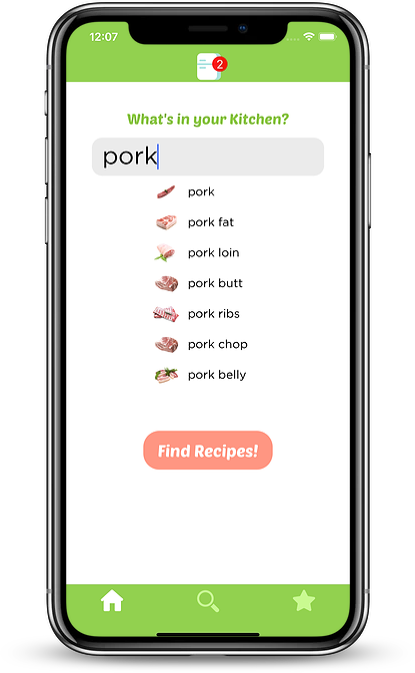 12:07
2
What's in your Kitchen?
pork
pork
pork fat
pork loin
pork butt
pork ribs
pork chop
pork belly
Find Recipes!